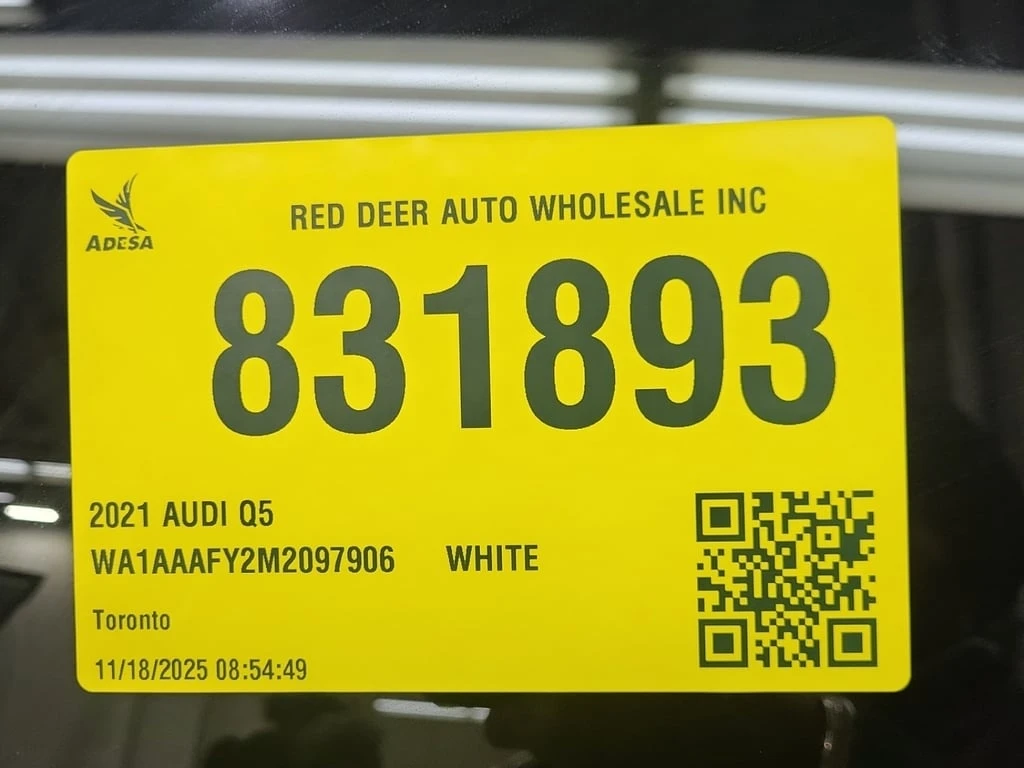 ADESA
RED DEER AUTO WHOLESALE INC
831893
2021 AUDI Q5
WA1AAAFY2M2097906 WHITE
Toronto
11/18/2025 08:54:49